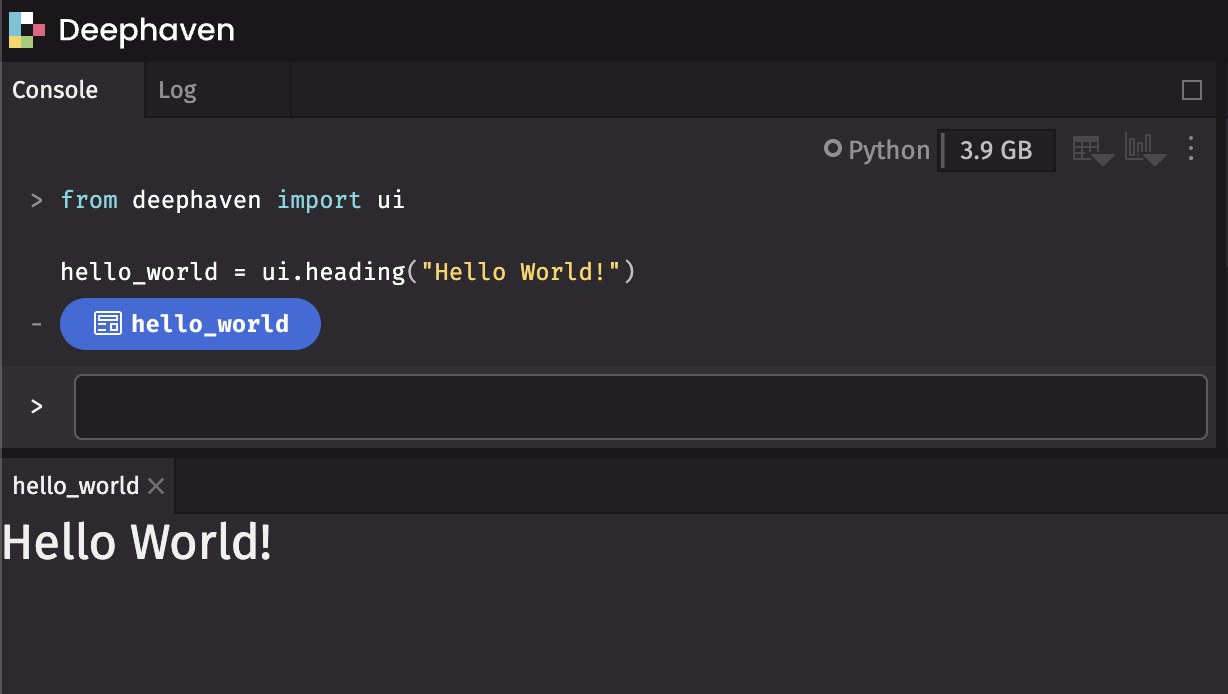 Deephaven
Console Log
Python 3.9 GB
> from deephaven import ui
hello_world = ui.heading("Hello World!")
- hello_world
>
hello_world
Hello World!